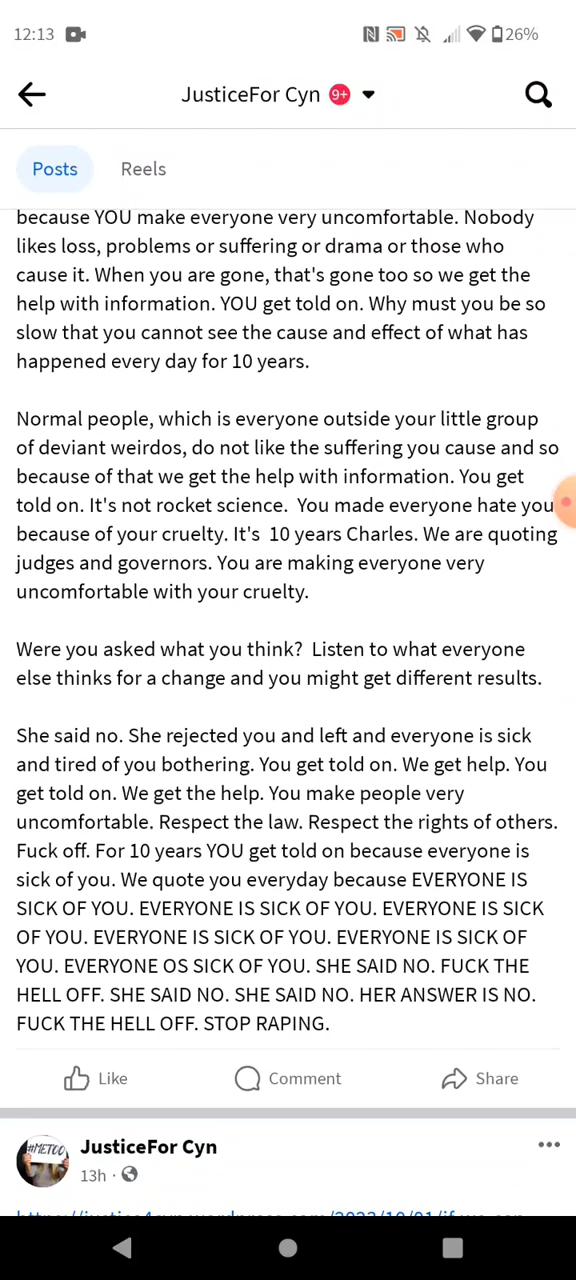 12:13
26%
JusticeFor Cyn 9+
Posts Reels
because YOU make everyone very uncomfortable. Nobody
likes loss, problems or suffering or drama or those who
cause it. When you are gone, that's gone too so we get the
help with information. YOU get told on. Why must you be so
slow that you cannot see the cause and effect of what has
happened every day for 10 years.
Normal people, which is everyone outside your little group
of deviant weirdos, do not like the suffering you cause and so
because of that we get the help with information. You get
told on. It's not rocket science.  You made everyone hate you
because of your cruelty. It's  10 years Charles. We are quoting
judges and governors. You are making everyone very
uncomfortable with your cruelty.
Were you asked what you think?  Listen to what everyone
else thinks for a change and you might get different results.
She said no. She rejected you and left and everyone is sick
and tired of you bothering. You get told on. We get help. You
get told on. We get the help. You make people very
uncomfortable. Respect the law. Respect the rights of others.
Fuck off. For 10 years YOU get told on because everyone is
sick of you. We quote you everyday because EVERYONE IS
SICK OF YOU. EVERYONE IS SICK OF YOU. EVERYONE IS SICK
OF YOU. EVERYONE IS SICK OF YOU. EVERYONE IS SICK OF
YOU. EVERYONE OS SICK OF YOU. SHE SAID NO. FUCK THE
HELL OFF. SHE SAID NO. SHE SAID NO. HER ANSWER IS NO.
FUCK THE HELL OFF. STOP RAPING.
Like Comment Share
#METOO
JusticeFor Cyn
13h ·